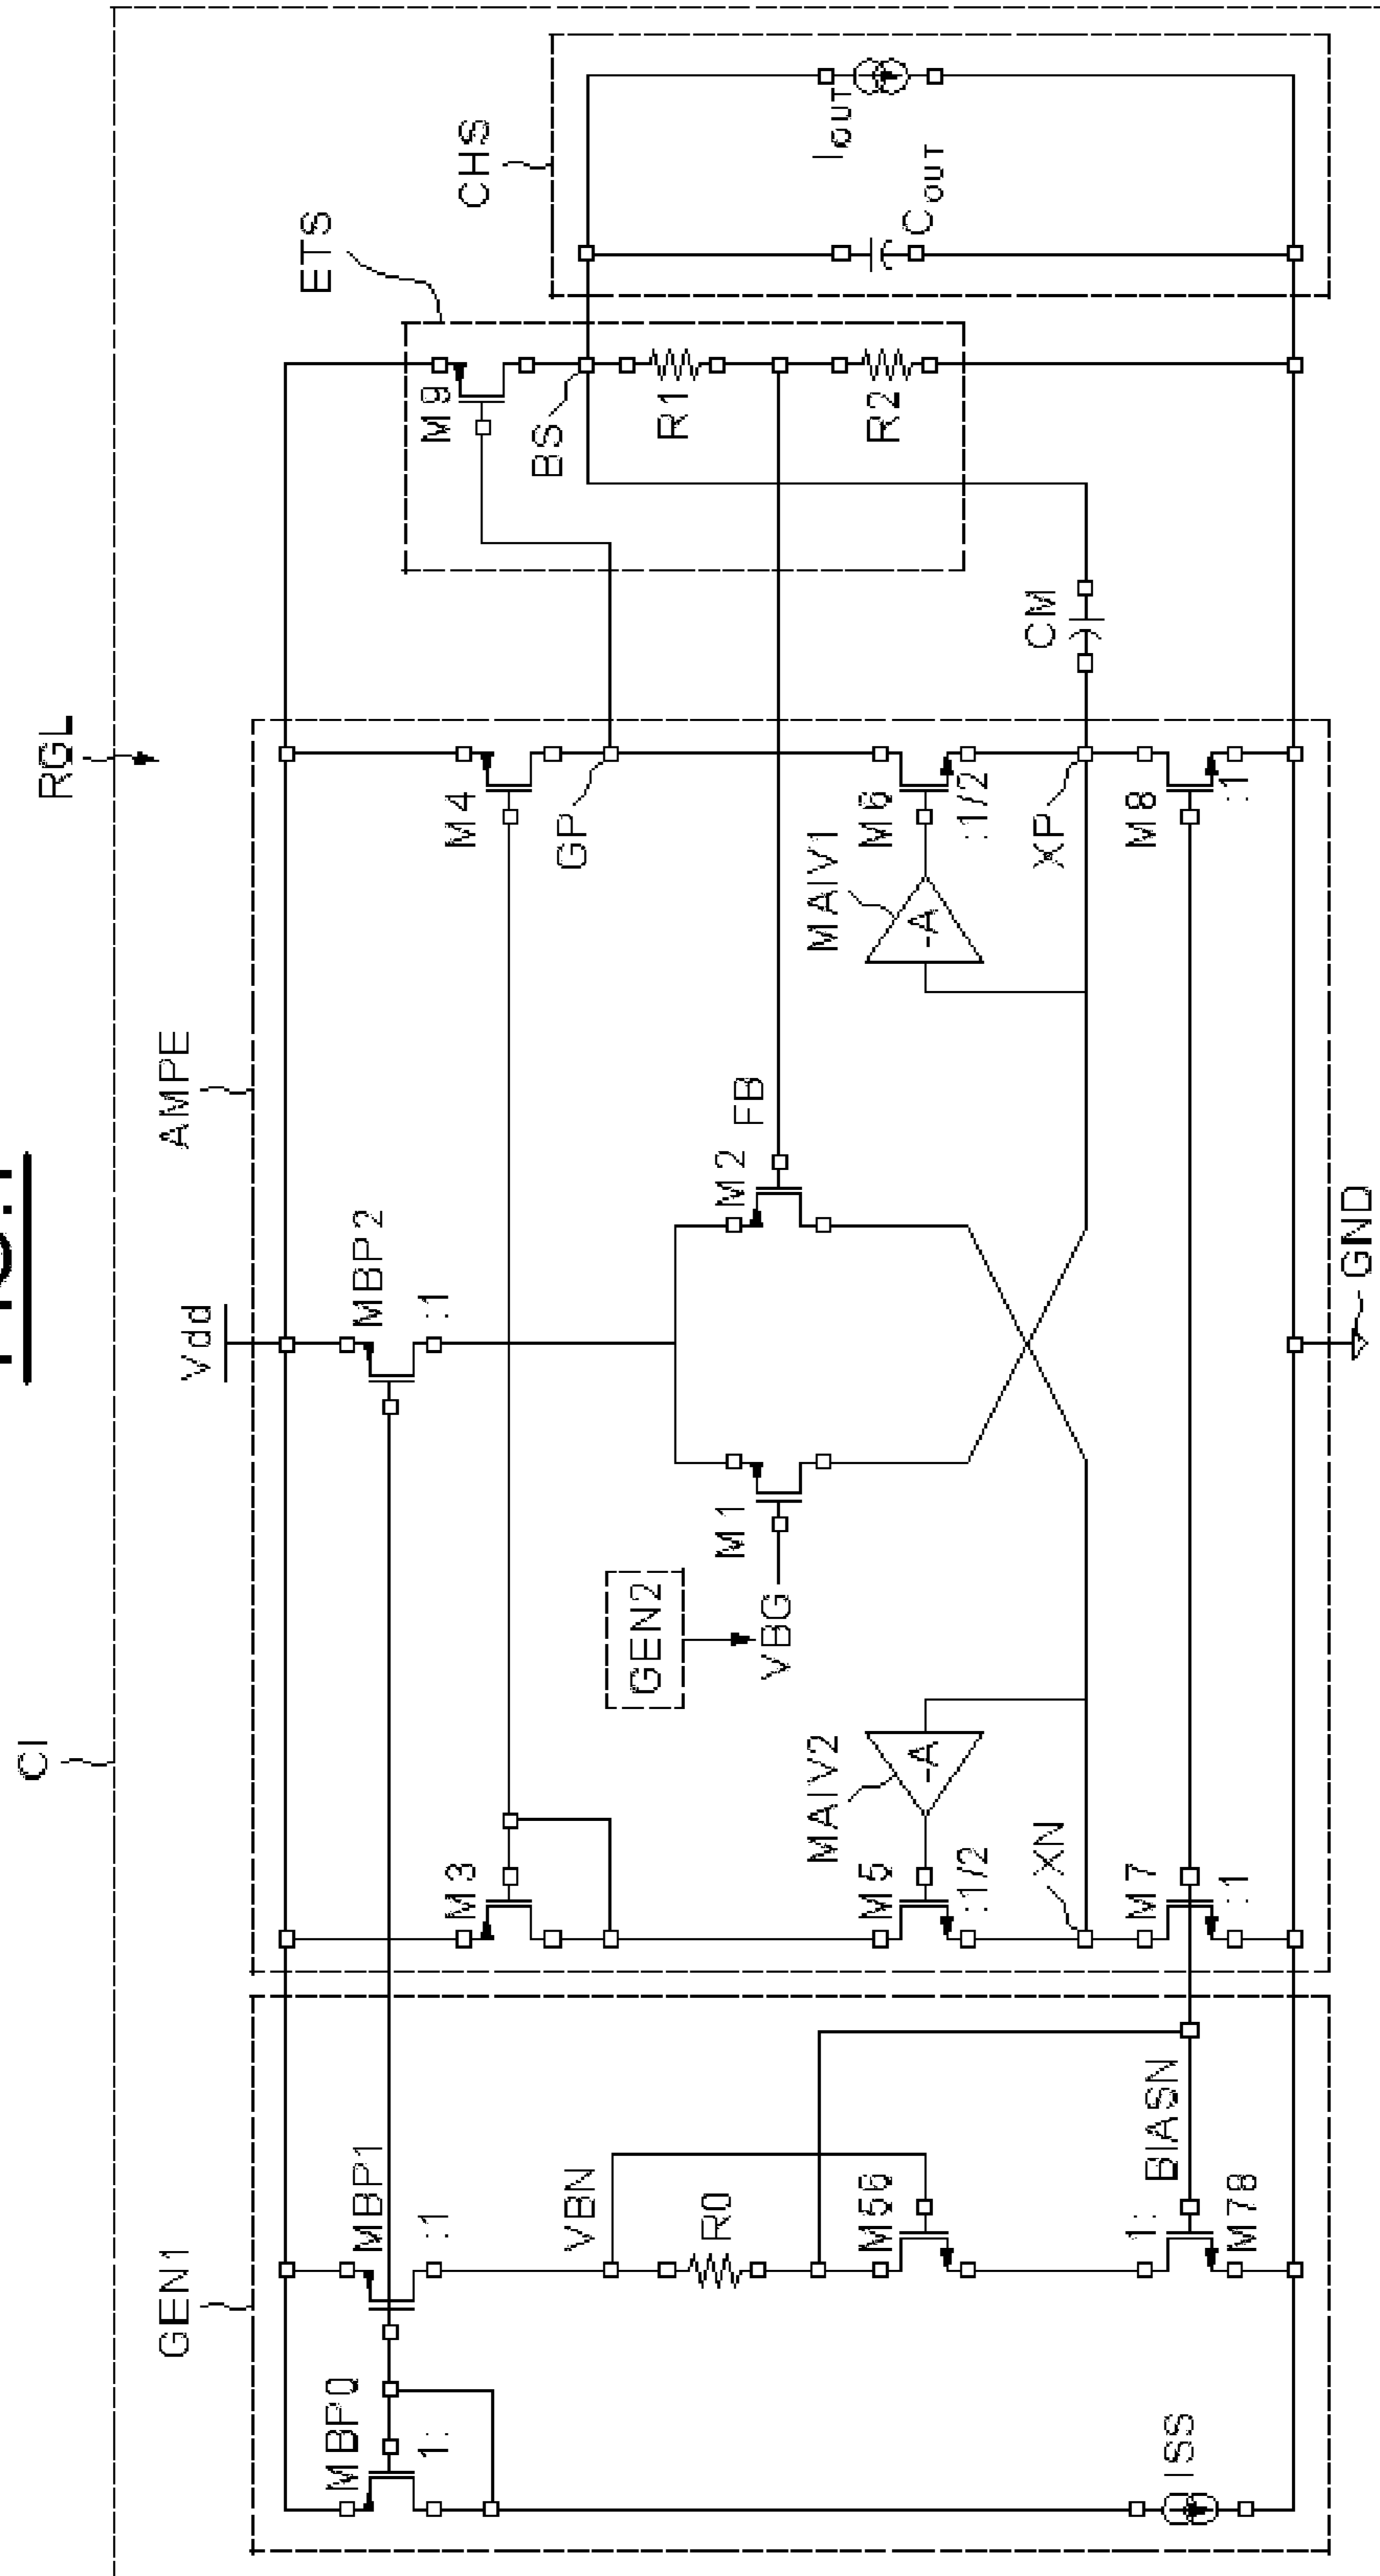 CI
RGL
GEN1
AMPE
ETS
CHS
Vdd
MBP0
1:
MBP1
:1
MBP2
:1
M3
M4
M9
GP
BS
VBN
GEN2
VBG
M1
M2
FB
R1
IOUT
R0
M56
M5
:1/2
MAIV2
-A
MAIV1
-A
M6
:1/2
R2
COUT
XN
XP
CM
ISS
1:
BIASN
M78
M7
:1
M8
:1
GND